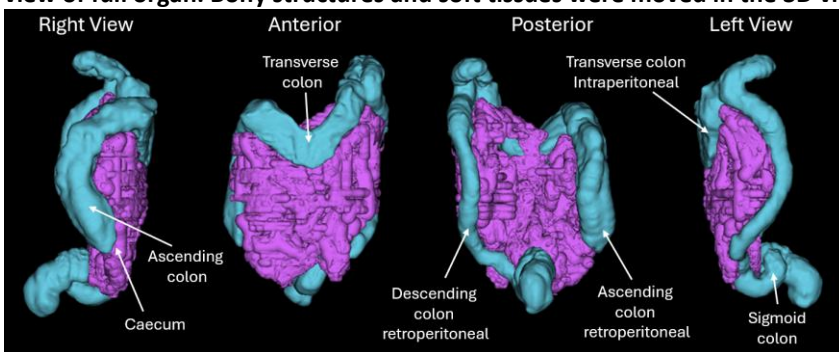 Right View
Anterior
Posterior
Left View
Transverse
colon
Transverse colon
Intraperitoneal
Ascending
colon
Caecum
Descending
colon
retroperitoneal
Ascending
colon
retroperitoneal
Sigmoid
colon